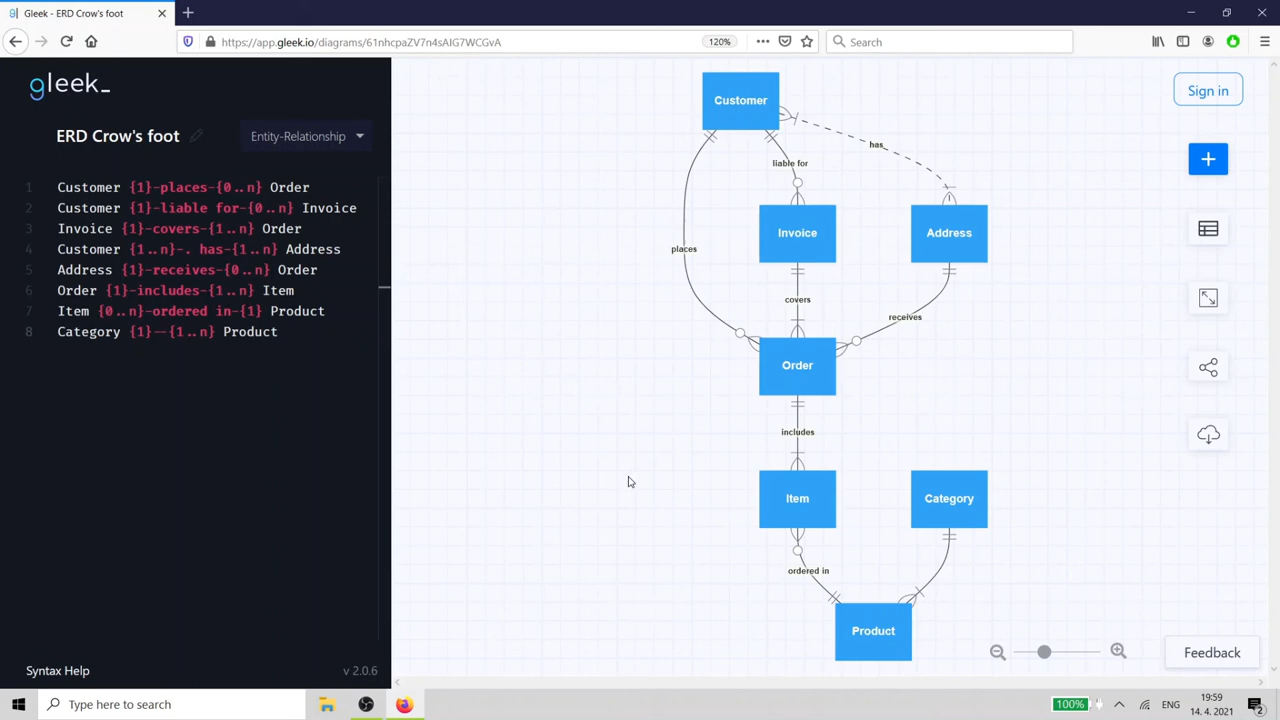 Gleek - ERD Crow's foot
https://app.gleek.io/diagrams/61nhcpaZV7n4sAIG7WCGvA
120%
Search
gleek_
ERD Crow's foot
Entity-Relationship
1 Customer {1}-places-{0..n} Order
2 Customer {1}-liable for-{0..n} Invoice
3 Invoice {1}-covers-{1..n} Order
4 Customer {1..n}-. has-{1..n} Address
5 Address {1}-receives-{0..n} Order
6 Order {1}-includes-{1..n} Item
7 Item {0..n}-ordered in-{1} Product
8 Category {1}--{1..n} Product
Syntax Help
v 2.0.6
Customer
has
liable for
Invoice
Address
places
covers
receives
Order
includes
Item
Category
ordered in
Product
Sign in
Feedback
Type here to search
100%
ENG
19:59
14. 4. 2021
2